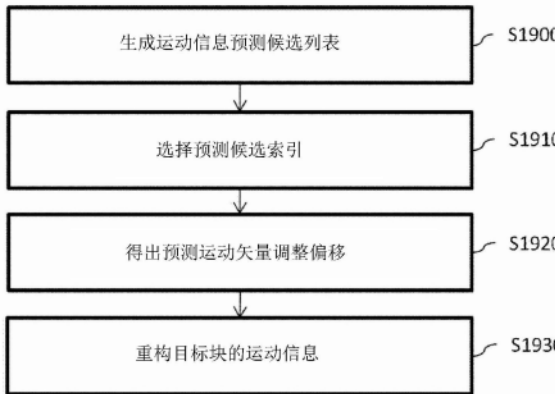 生成运动信息预测候选列表 S1900
选择预测候选索引 S1910
得出预测运动矢量调整偏移 S1920
重构目标块的运动信息 S1930